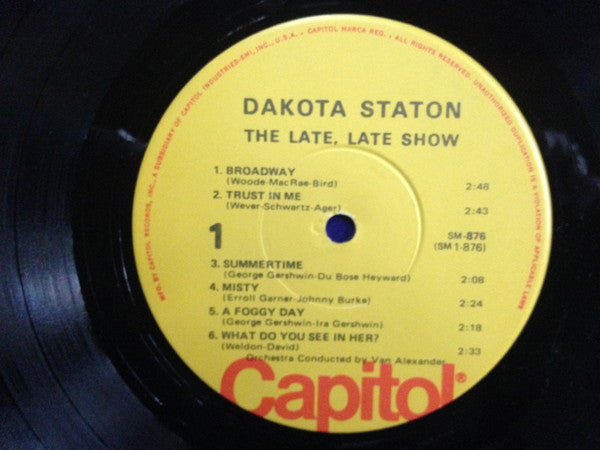 MFG. BY CAPITOL RECORDS, INC., A SUBSIDIARY OF CAPITOL INDUSTRIES-EMI, INC., U.S.A. • CAPITOL MARCA REG. • ALL RIGHTS RESERVED. UNAUTHORIZED DUPLICATION IS A VIOLATION OF APPLICABLE LAWS
DAKOTA STATON
THE LATE, LATE SHOW
1. BROADWAY
(Woode-MacRae-Bird) 2:48
2. TRUST IN ME
(Wever-Schwartz-Ager) 2:43
1
SM-876
(SM1-876)
3. SUMMERTIME
(George Gershwin-Du Bose Heyward) 2:08
4. MISTY
(Erroll Garner-Johnny Burke) 2:24
5. A FOGGY DAY
(George Gershwin-Ira Gershwin) 2:18
6. WHAT DO YOU SEE IN HER?
(Weldon-David) 2:33
Orchestra Conducted by Van Alexander
Capitol®